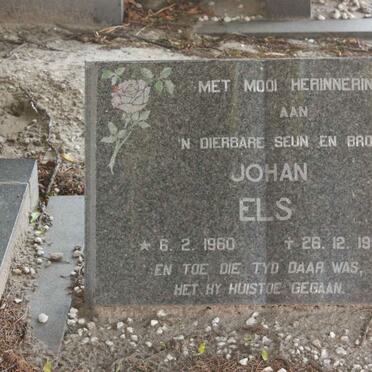 MET MOOI HERINNERIN
AAN
'N DIERBARE SEUN EN BRO
JOHAN
ELS
* 6. 2. 1960 † 26. 12. 19
EN TOE DIE TYD DAAR WAS,
HET HY HUISTOE GEGAAN.